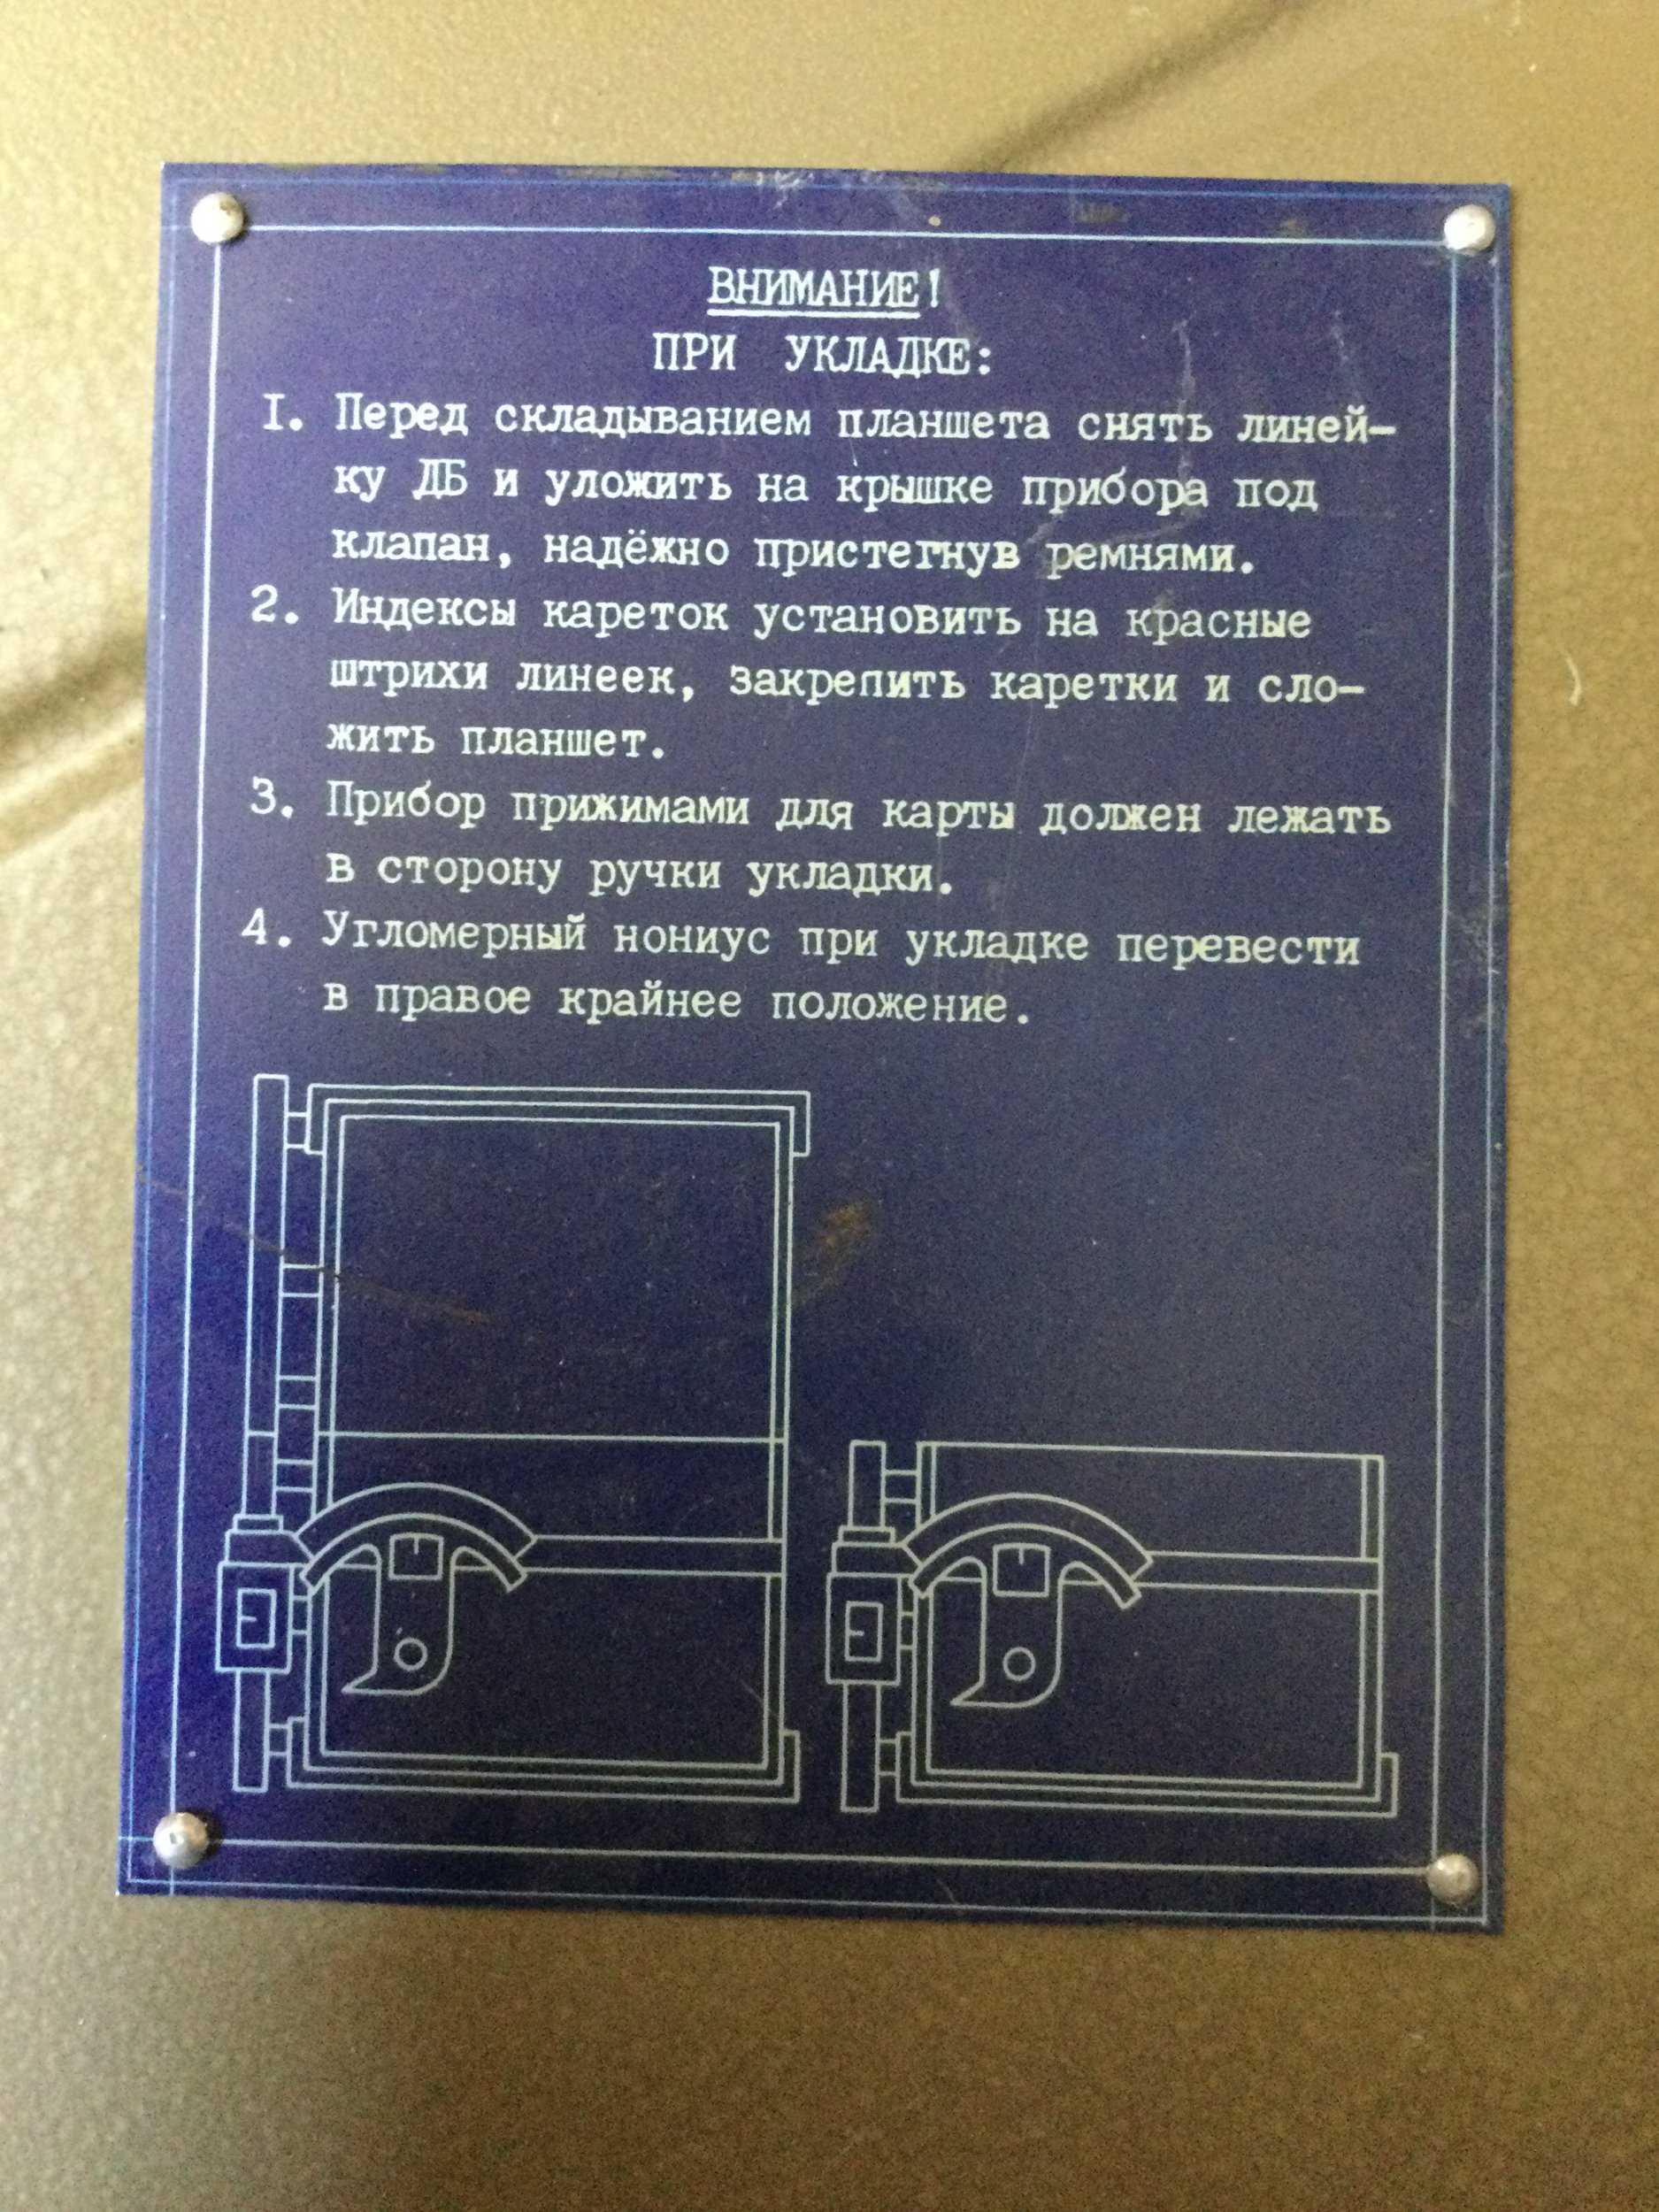 ВНИМАНИЕ!
ПРИ УКЛАДКЕ:
I. Перед складыванием планшета снять линей-
ку ДБ и уложить на крышке прибора под
клапан, надёжно пристегнув ремнями.
2. Индексы кареток установить на красные
штрихи линеек, закрепить каретки и сло-
жить планшет.
3. Прибор прижимами для карты должен лежать
в сторону ручки укладки.
4. Угломерный нониус при укладке перевести
в правое крайнее положение.